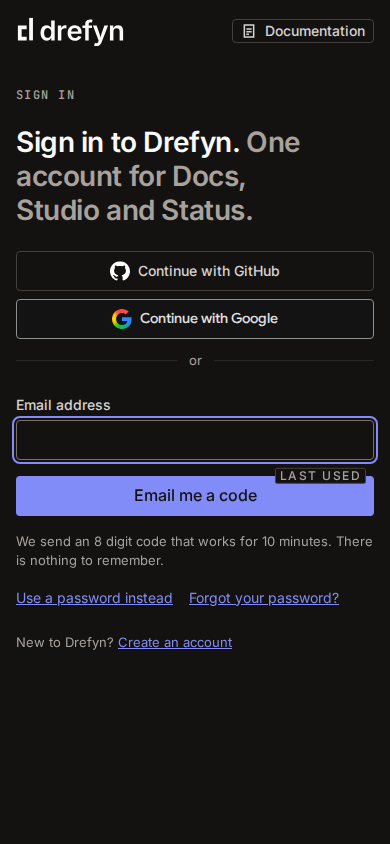 drefyn
Documentation
SIGN IN
Sign in to Drefyn. One
account for Docs,
Studio and Status.
Continue with GitHub
Continue with Google
or
Email address
LAST USED
Email me a code
We send an 8 digit code that works for 10 minutes. There
is nothing to remember.
Use a password instead Forgot your password?
New to Drefyn? Create an account